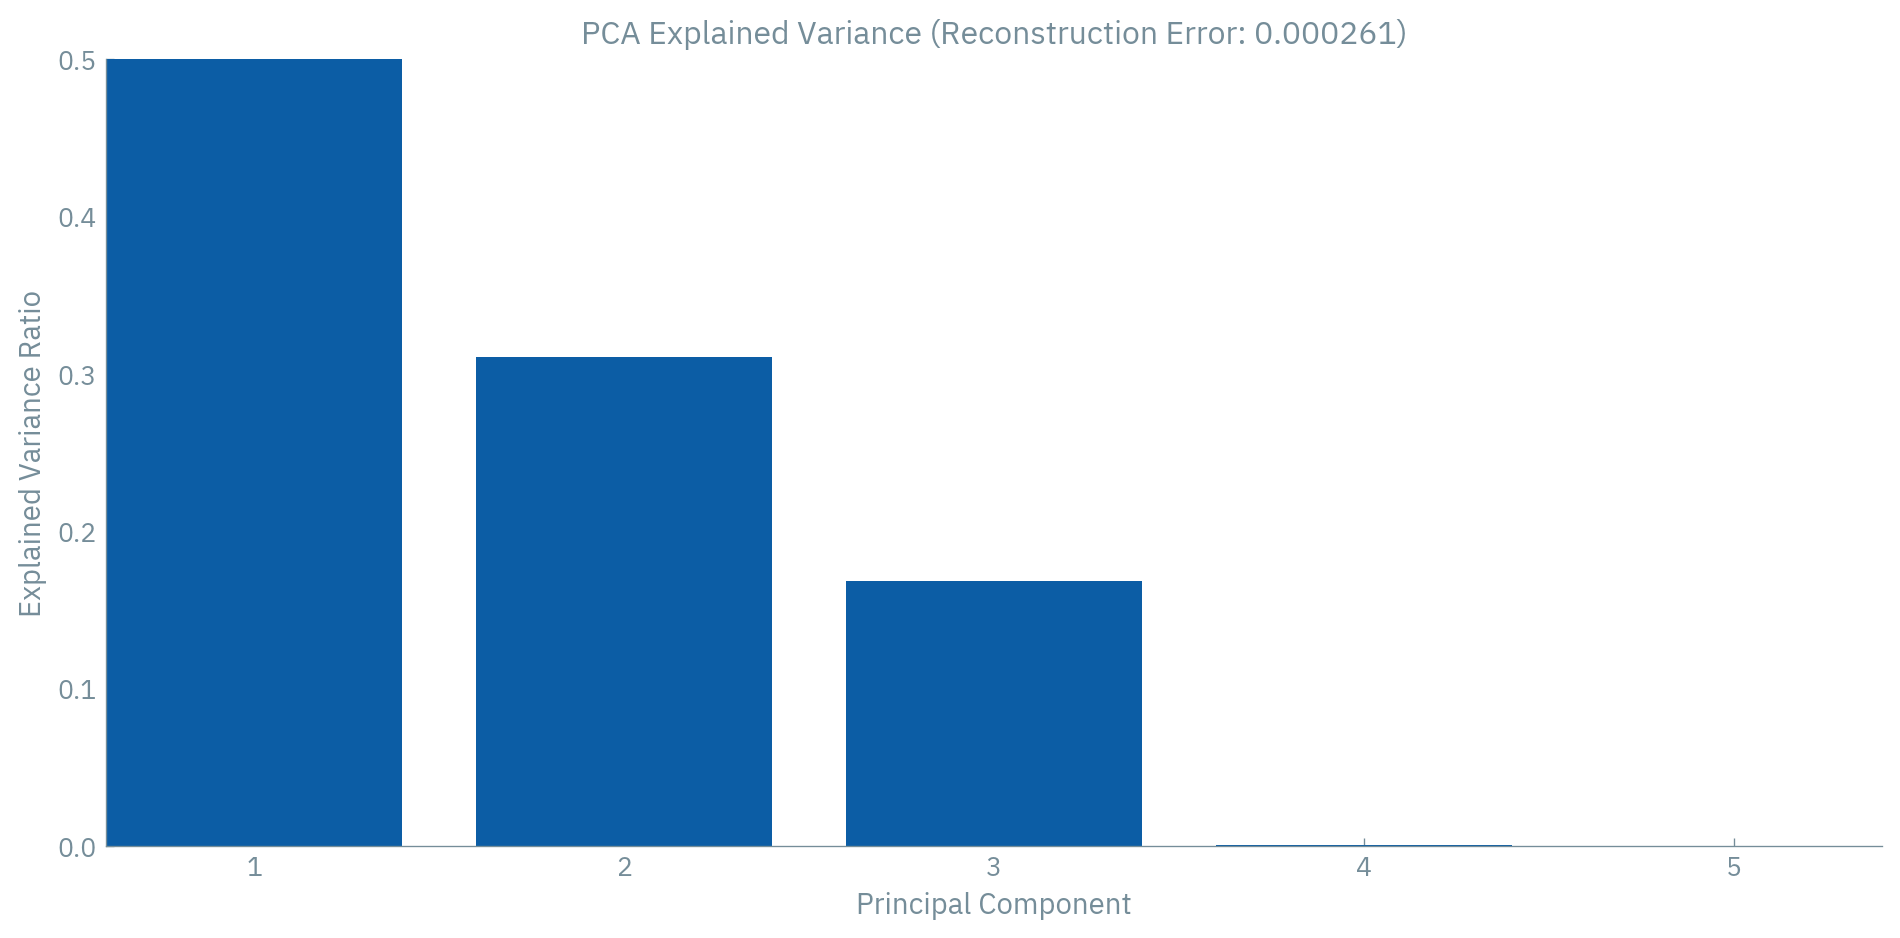 PCA Explained Variance (Reconstruction Error: 0.000261)
Explained Variance Ratio
0.5
0.4
0.3
0.2
0.1
0.0
1 2 3 4 5
Principal Component